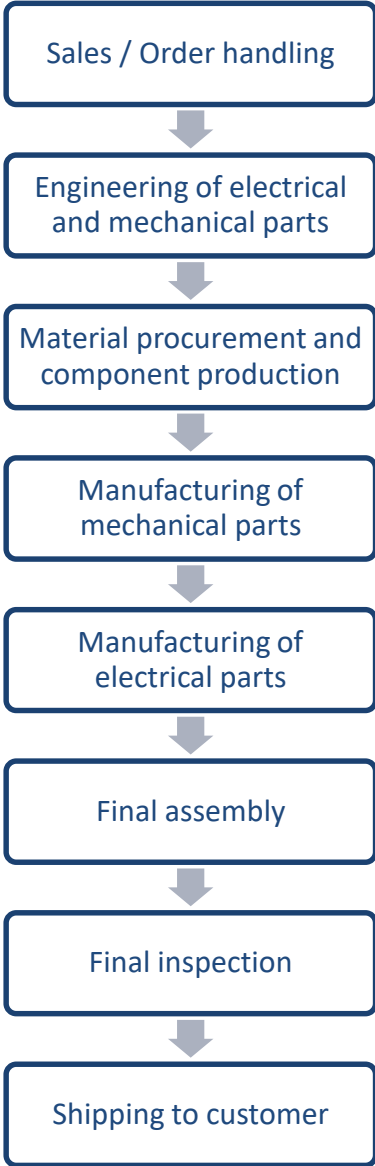 Sales / Order handling
Engineering of electrical
and mechanical parts
Material procurement and
component production
Manufacturing of
mechanical parts
Manufacturing of
electrical parts
Final assembly
Final inspection
Shipping to customer